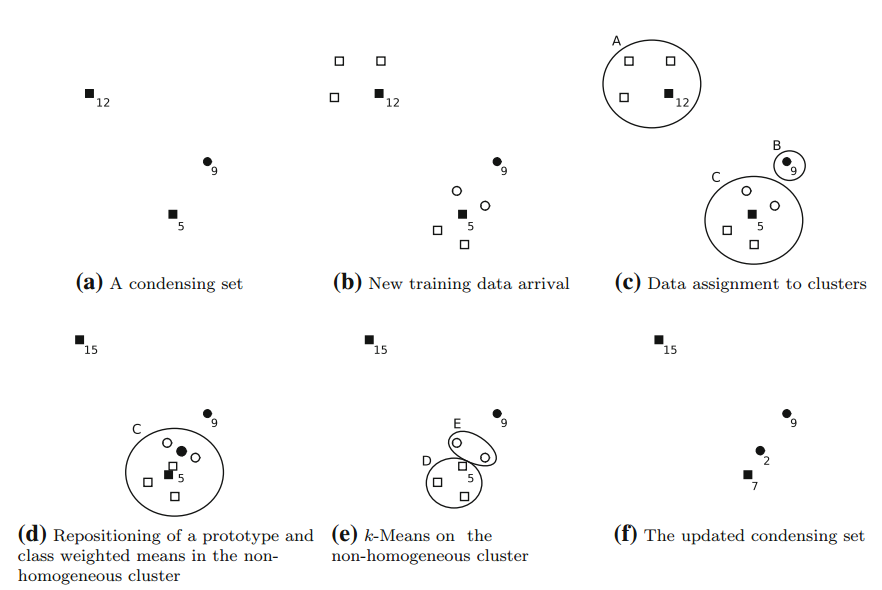 12
9
5
(a) A condensing set
12
9
5
(b) New training data arrival
A
12
B
9
C
5
(c) Data assignment to clusters
15
9
C
5
(d) Repositioning of a prototype and
class weighted means in the non-
homogeneous cluster
15
9
E
D
5
(e) k-Means on the
non-homogeneous cluster
15
9
2
7
(f) The updated condensing set